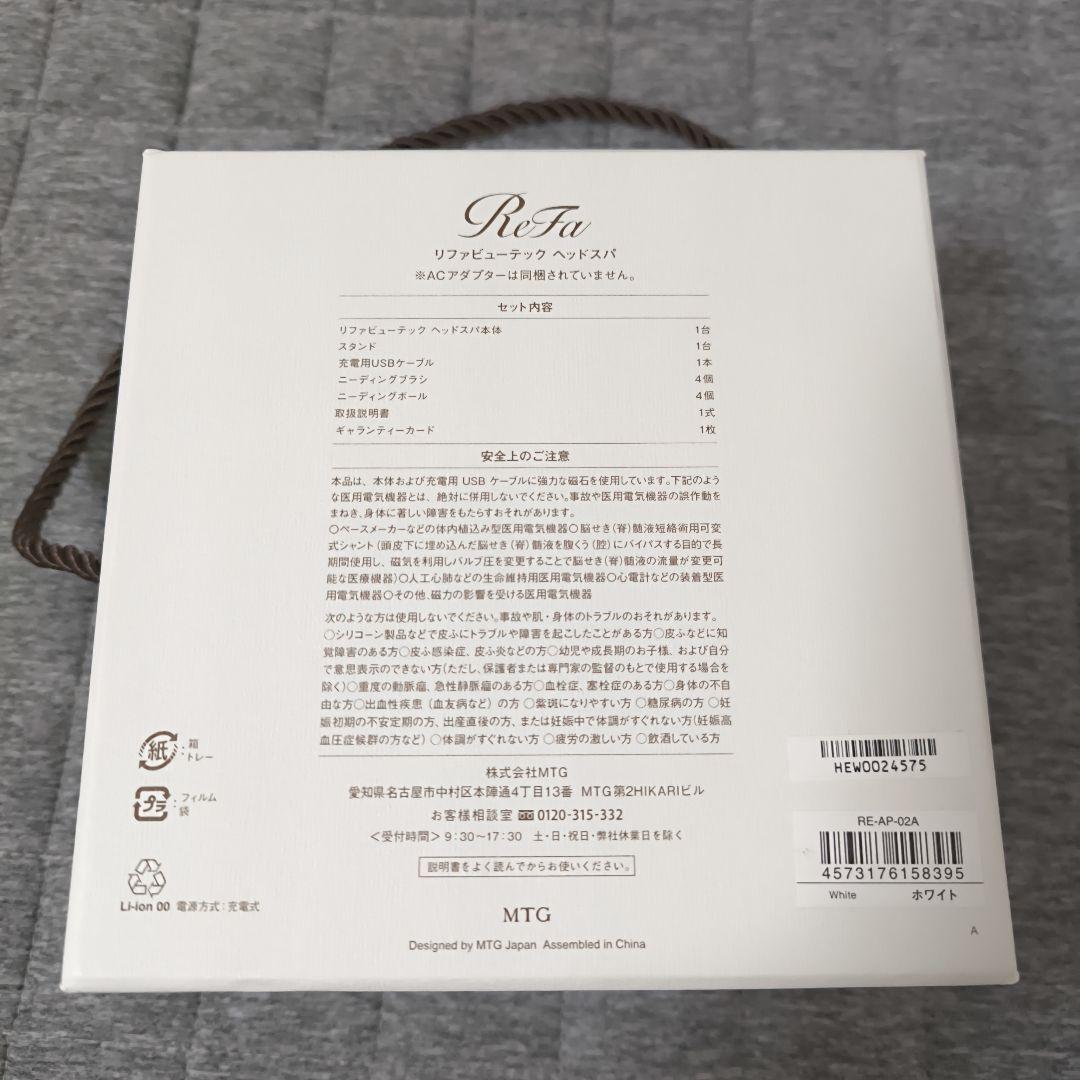 ReFa
リファビューテック ヘッドスパ
※ACアダプターは同梱されていません。
セット内容
リファビューテック ヘッドスパ本体 1台
スタンド 1台
充電用USBケーブル 1本
ニーディングブラシ 4個
ニーディングボール 4個
取扱説明書 1式
ギャランティーカード 1枚
安全上のご注意
本品は、本体および充電用 USB ケーブルに強力な磁石を使用しています。下記のよう
な医用電気機器とは、絶対に併用しないでください。事故や医用電気機器の誤作動を
まねき、身体に著しい障害をもたらすおそれがあります。
○ペースメーカーなどの体内植込み型医用電気機器○脳せき(脊)髄液短絡術用可変
式シャント(頭皮下に埋め込んだ脳せき(脊)髄液を腹くう(腔)にバイパスする目的で長
期間使用し、磁気を利用しバルブ圧を変更することで脳せき(脊)髄液の流量が変更可
能な医療機器)○人工心肺などの生命維持用医用電気機器○心電計などの装着型医
用電気機器○その他、磁力の影響を受ける医用電気機器
次のような方は使用しないでください。事故や肌・身体のトラブルのおそれがあります。
○シリコーン製品などで皮ふにトラブルや障害を起こしたことがある方○皮ふなどに知
覚障害のある方○皮ふ感染症、皮ふ炎などの方○幼児や成長期のお子様、および自分
で意思表示のできない方(ただし、保護者または専門家の監督のもとで使用する場合を
除く)○重度の動脈瘤、急性静脈瘤のある方○血栓症、塞栓症のある方○身体の不自
由な方○出血性疾患(血友病など)の方○紫斑になりやすい方○糖尿病の方○妊
娠初期の不安定期の方、出産直後の方、または妊娠中で体調がすぐれない方(妊娠高
血圧症候群の方など)○体調がすぐれない方○疲労の激しい方○飲酒している方
株式会社MTG
愛知県名古屋市中村区本陣通4丁目13番 MTG第2HIKARIビル
お客様相談室 0120-315-332
<受付時間> 9:30~17:30 土・日・祝日・弊社休業日を除く
説明書をよく読んでからお使いください。
MTG
Designed by MTG Japan Assembled in China
紙 : 箱
トレー
プラ : フィルム
袋
Li-ion 00 電源方式:充電式
HEW0024575
RE-AP-02A
4573176158395
White ホワイト
A